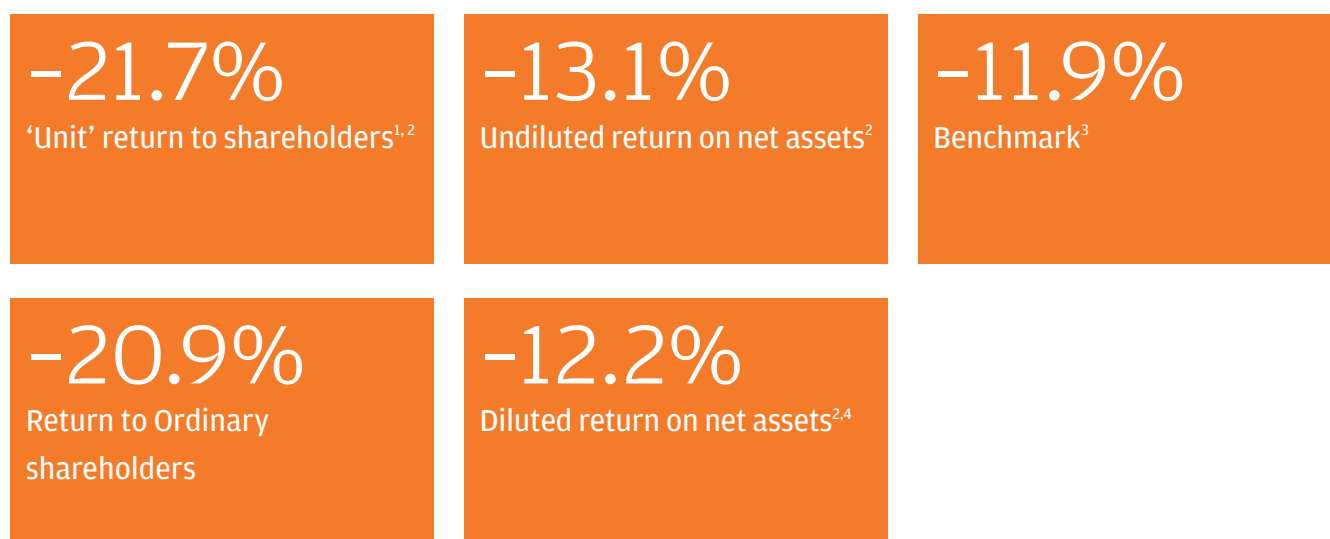 –21.7%
‘Unit’ return to shareholders1, 2
–13.1%
Undiluted return on net assets2
–11.9%
Benchmark3
–20.9%
Return to Ordinary
shareholders
–12.2%
Diluted return on net assets2,4